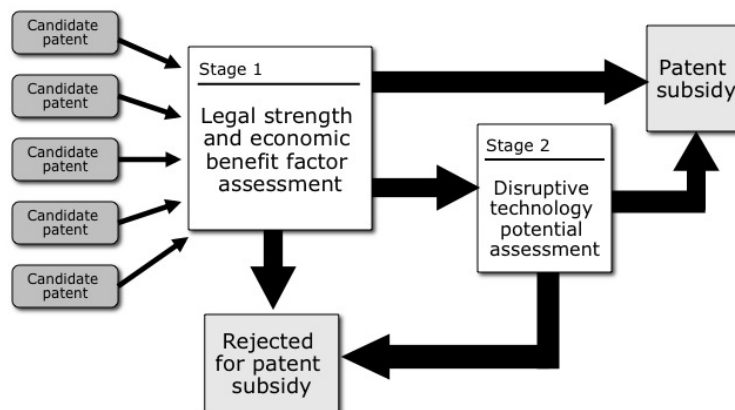 Candidate
patent
Candidate
patent
Candidate
patent
Candidate
patent
Candidate
patent
Stage 1
Legal strength
and economic
benefit factor
assessment
Stage 2
Disruptive
technology
potential
assessment
Patent
subsidy
Rejected
for patent
subsidy